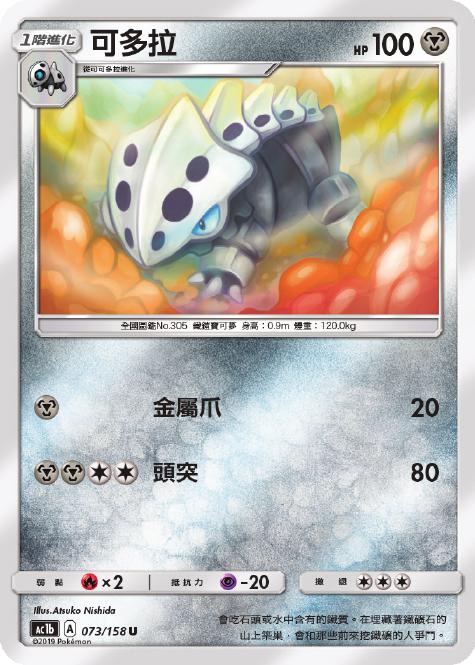 1階進化 可多拉 HP 100
從可可多拉進化
全國圖鑑No.305 鐵鎧寶可夢 身高：0.9m 體重：120.0kg
金屬爪 20
頭突 80
弱點 ×2 抵抗力 -20 撤退
Illus.Atsuko Nishida
AC1b A 073/158 U
©2019 Pokémon
會吃石頭或水中含有的鐵質。在埋藏著鐵礦石的
山上築巢，會和那些前來挖鐵礦的人爭鬥。